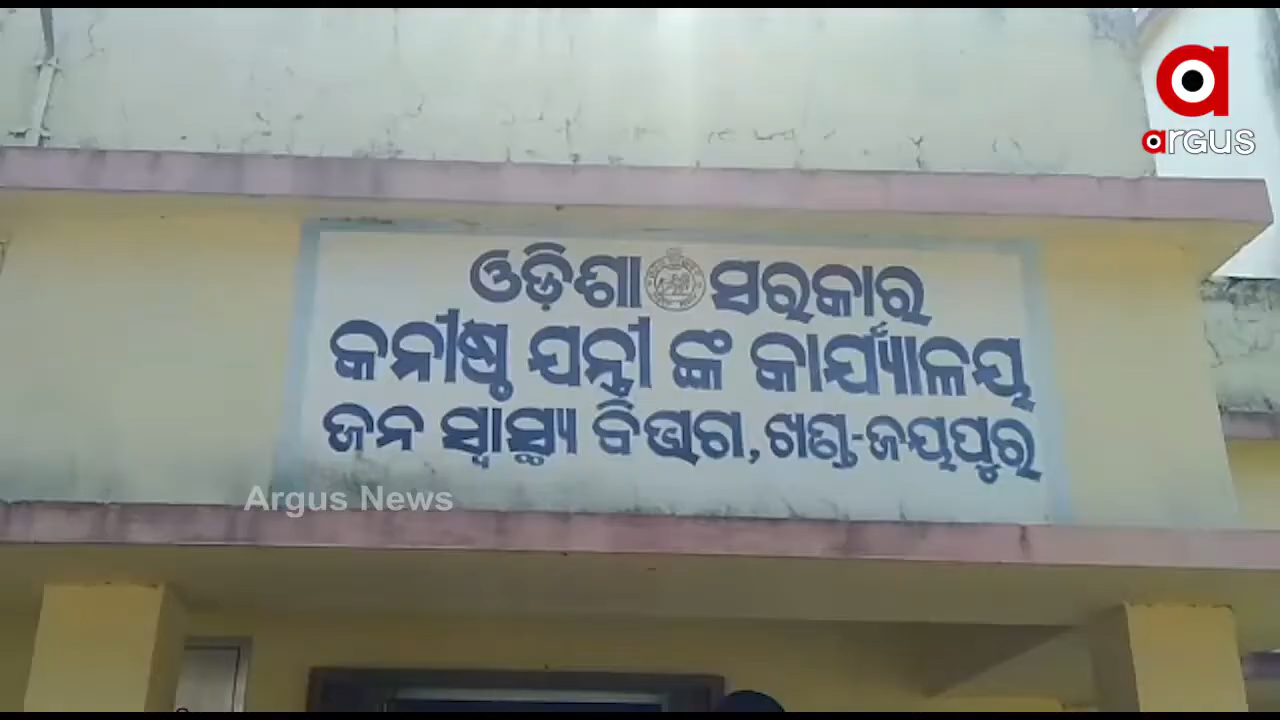 argus
ଓଡ଼ିଶା ସରକାର
କନୀଷ୍ଠ ଯନ୍ତ୍ରୀ ଙ୍କ କାର୍ଯ୍ୟାଳୟ
ଜନ ସ୍ୱାସ୍ଥ୍ୟ ବିଭାଗ, ଖଣ୍ଡ-ଜୟପୁର
Argus News